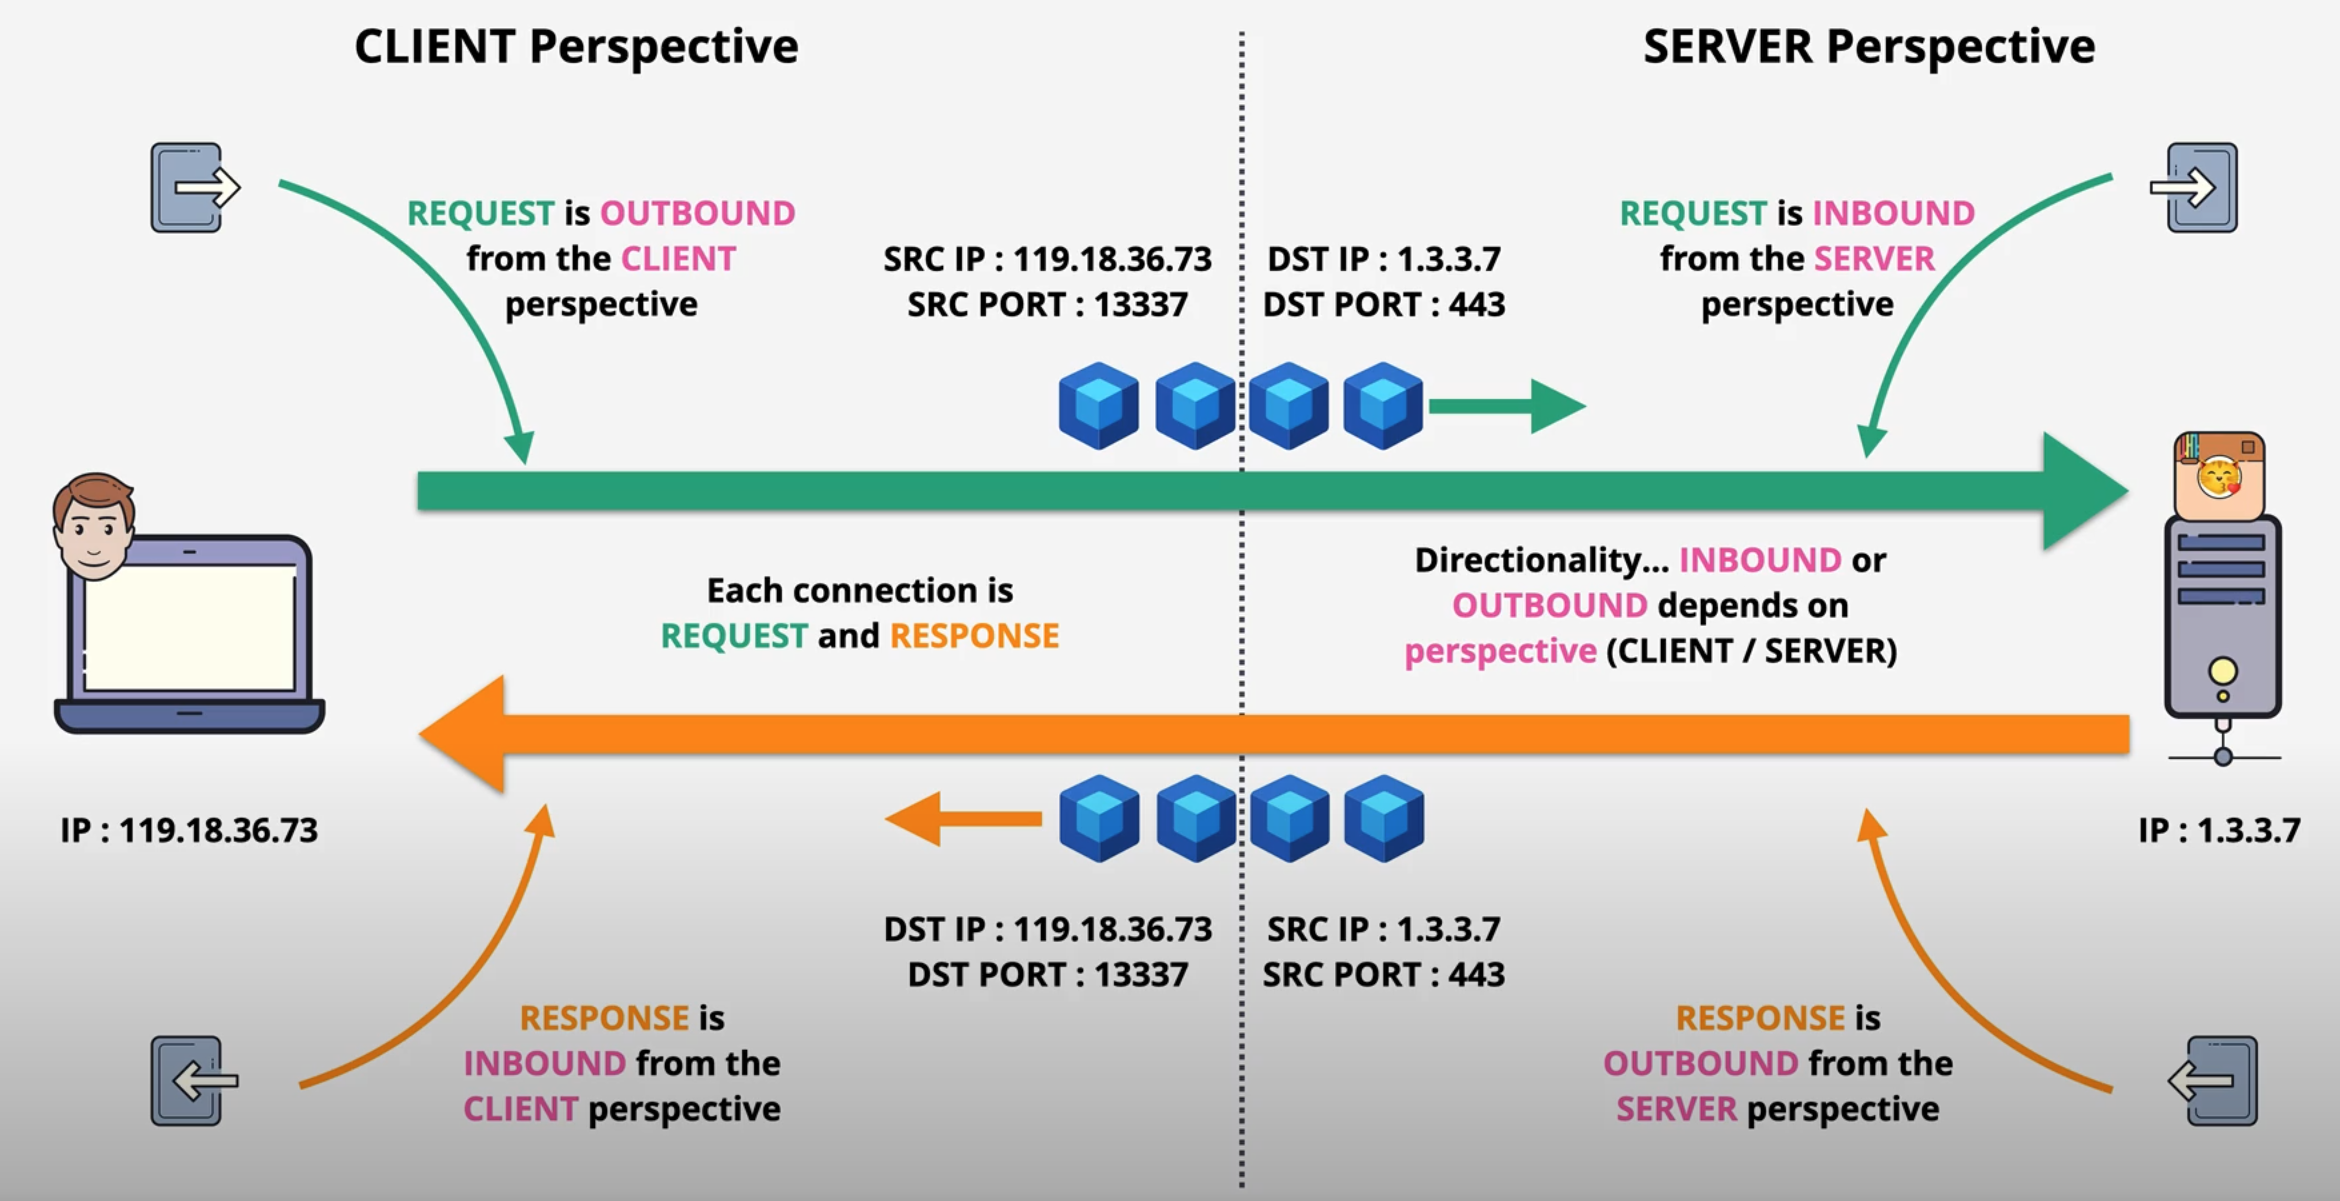 CLIENT Perspective
SERVER Perspective
REQUEST is OUTBOUND
from the CLIENT
perspective
SRC IP : 119.18.36.73
SRC PORT : 13337
DST IP : 1.3.3.7
DST PORT : 443
REQUEST is INBOUND
from the SERVER
perspective
Each connection is
REQUEST and RESPONSE
Directionality... INBOUND or
OUTBOUND depends on
perspective (CLIENT / SERVER)
IP : 119.18.36.73
IP : 1.3.3.7
DST IP : 119.18.36.73
DST PORT : 13337
SRC IP : 1.3.3.7
SRC PORT : 443
RESPONSE is
INBOUND from the
CLIENT perspective
RESPONSE is
OUTBOUND from the
SERVER perspective